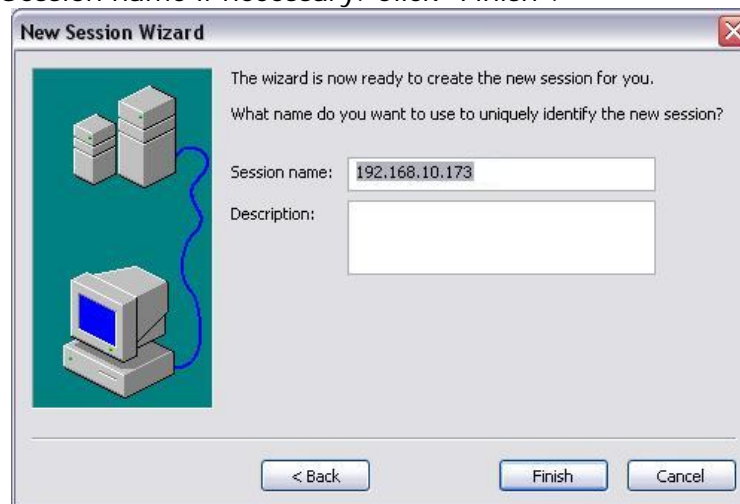 Session name if necessary. Click "Finish".
New Session Wizard
The wizard is now ready to create the new session for you.
What name do you want to use to uniquely identify the new session?
Session name: 192.168.10.173
Description:
< Back Finish Cancel